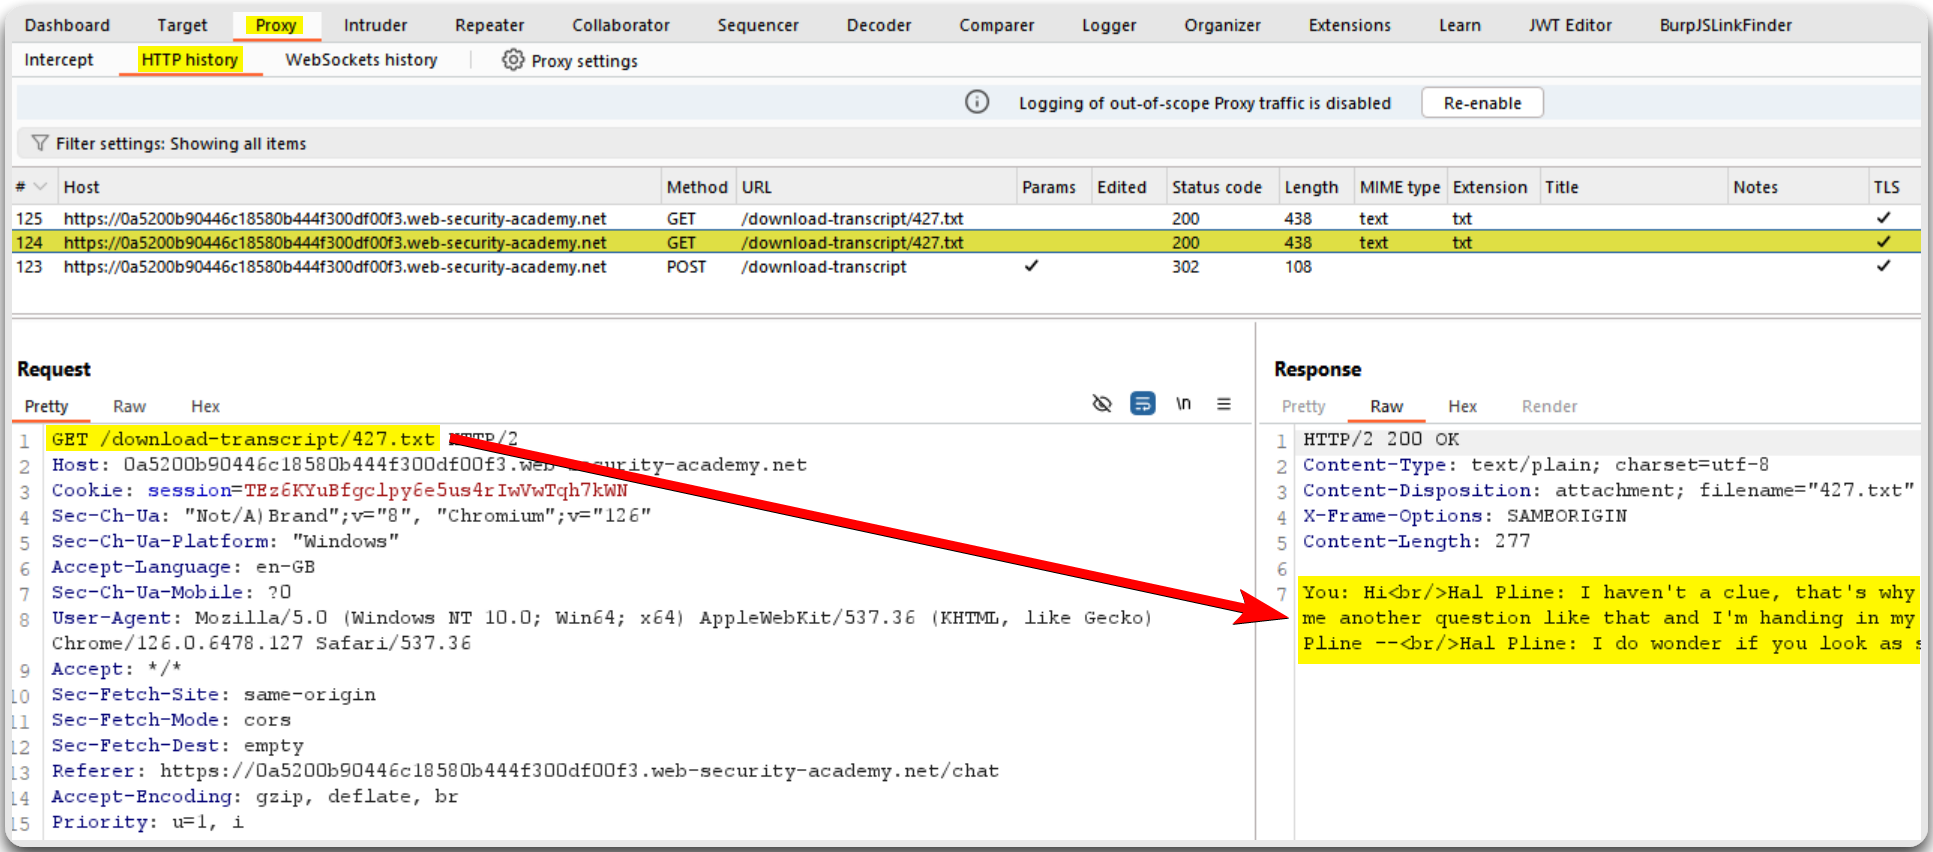 Dashboard Target Proxy Intruder Repeater Collaborator Sequencer Decoder Comparer Logger Organizer Extensions Learn JWT Editor BurpJSLinkFinder
Intercept HTTP history WebSockets history Proxy settings
Logging of out-of-scope Proxy traffic is disabled Re-enable
Filter settings: Showing all items
# Host Method URL Params Edited Status code Length MIME type Extension Title Notes TLS
125 https://0a5200b90446c18580b444f300df00f3.web-security-academy.net GET /download-transcript/427.txt 200 438 text txt ✓
124 https://0a5200b90446c18580b444f300df00f3.web-security-academy.net GET /download-transcript/427.txt 200 438 text txt ✓
123 https://0a5200b90446c18580b444f300df00f3.web-security-academy.net POST /download-transcript ✓ 302 108 ✓
Request
Pretty Raw Hex \n
1 GET /download-transcript/427.txt HTTP/2
2 Host: 0a5200b90446c18580b444f300df00f3.web-security-academy.net
3 Cookie: session=TEz6KYuBfgclpy6e5us4rIwVwTqh7kWN
4 Sec-Ch-Ua: "Not/A)Brand";v="8", "Chromium";v="126"
5 Sec-Ch-Ua-Platform: "Windows"
6 Accept-Language: en-GB
7 Sec-Ch-Ua-Mobile: ?0
8 User-Agent: Mozilla/5.0 (Windows NT 10.0; Win64; x64) AppleWebKit/537.36 (KHTML, like Gecko)
Chrome/126.0.6478.127 Safari/537.36
9 Accept: */*
10 Sec-Fetch-Site: same-origin
11 Sec-Fetch-Mode: cors
12 Sec-Fetch-Dest: empty
13 Referer: https://0a5200b90446c18580b444f300df00f3.web-security-academy.net/chat
14 Accept-Encoding: gzip, deflate, br
15 Priority: u=1, i
Response
Pretty Raw Hex Render
1 HTTP/2 200 OK
2 Content-Type: text/plain; charset=utf-8
3 Content-Disposition: attachment; filename="427.txt"
4 X-Frame-Options: SAMEORIGIN
5 Content-Length: 277
6
7 You: Hi<br/>Hal Pline: I haven't a clue, that's why
me another question like that and I'm handing in my
Pline --<br/>Hal Pline: I do wonder if you look as